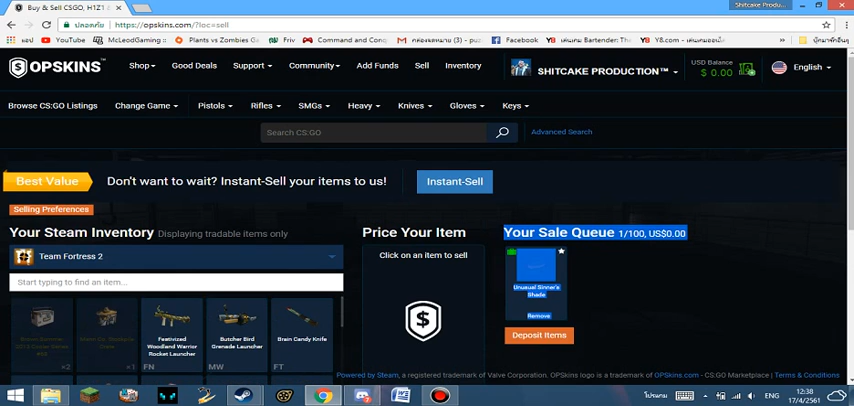 Buy & Sell CSGO, H1Z1
Shitcake Produ...
ปลอดภัย https://opskins.com/?loc=sell
แอป YouTube McLeodGaming :: Plants vs Zombies G Friv Command and Conq Facebook Y8.com
OPSKINS™ Shop Good Deals Support Community Add Funds Sell Inventory SHITCAKE PRODUCTION™ USD Balance $ 0.00 English
Browse CS:GO Listings Change Game Pistols Rifles SMGs Heavy Knives Gloves Keys
Search CS:GO Advanced Search
Best Value Don't want to wait? Instant-Sell your items to us! Instant-Sell
Selling Preferences
Your Steam Inventory Displaying tradable items only
Team Fortress 2
Start typing to find an item...
Festivized Woodland Warrior Rocket Launcher
FN
Butcher Bird Grenade Launcher
MW
Brain Candy Knife
FT
×2
×1
Price Your Item
Click on an item to sell
Your Sale Queue 1/100, US$0.00
Unusual Sinner's Shade
Remove
Deposit Items
Powered by Steam, a registered trademark of Valve Corporation. OPSkins logo is a trademark of OPSkins.com - CS:GO Marketplace | Terms & Conditions
ENG
12:38
17/4/2561